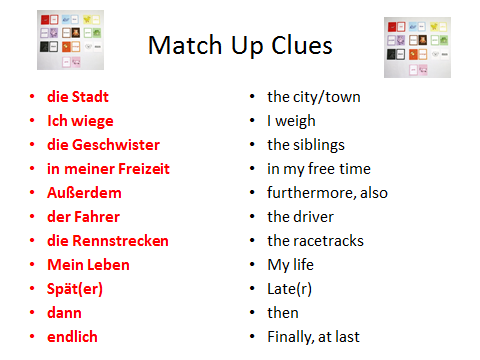 Match Up Clues
• die Stadt
• Ich wiege
• die Geschwister
• in meiner Freizeit
• Außerdem
• der Fahrer
• die Rennstrecken
• Mein Leben
• Spät(er)
• dann
• endlich
• the city/town
• I weigh
• the siblings
• in my free time
• furthermore, also
• the driver
• the racetracks
• My life
• Late(r)
• then
• Finally, at last